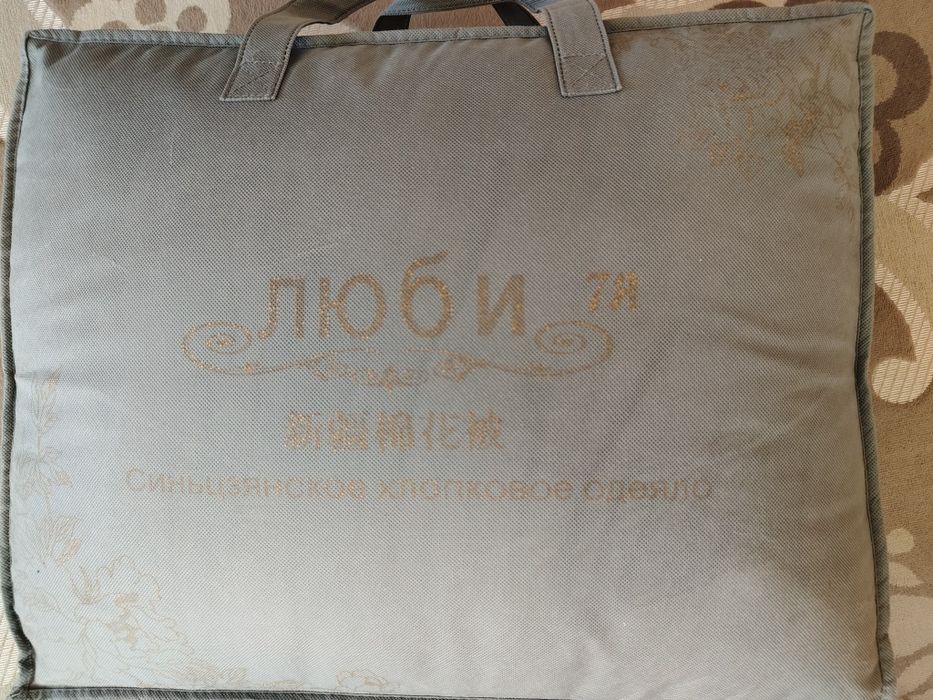 люби 7Я
新疆棉花被
Синьцзянское хлопковое одеяло